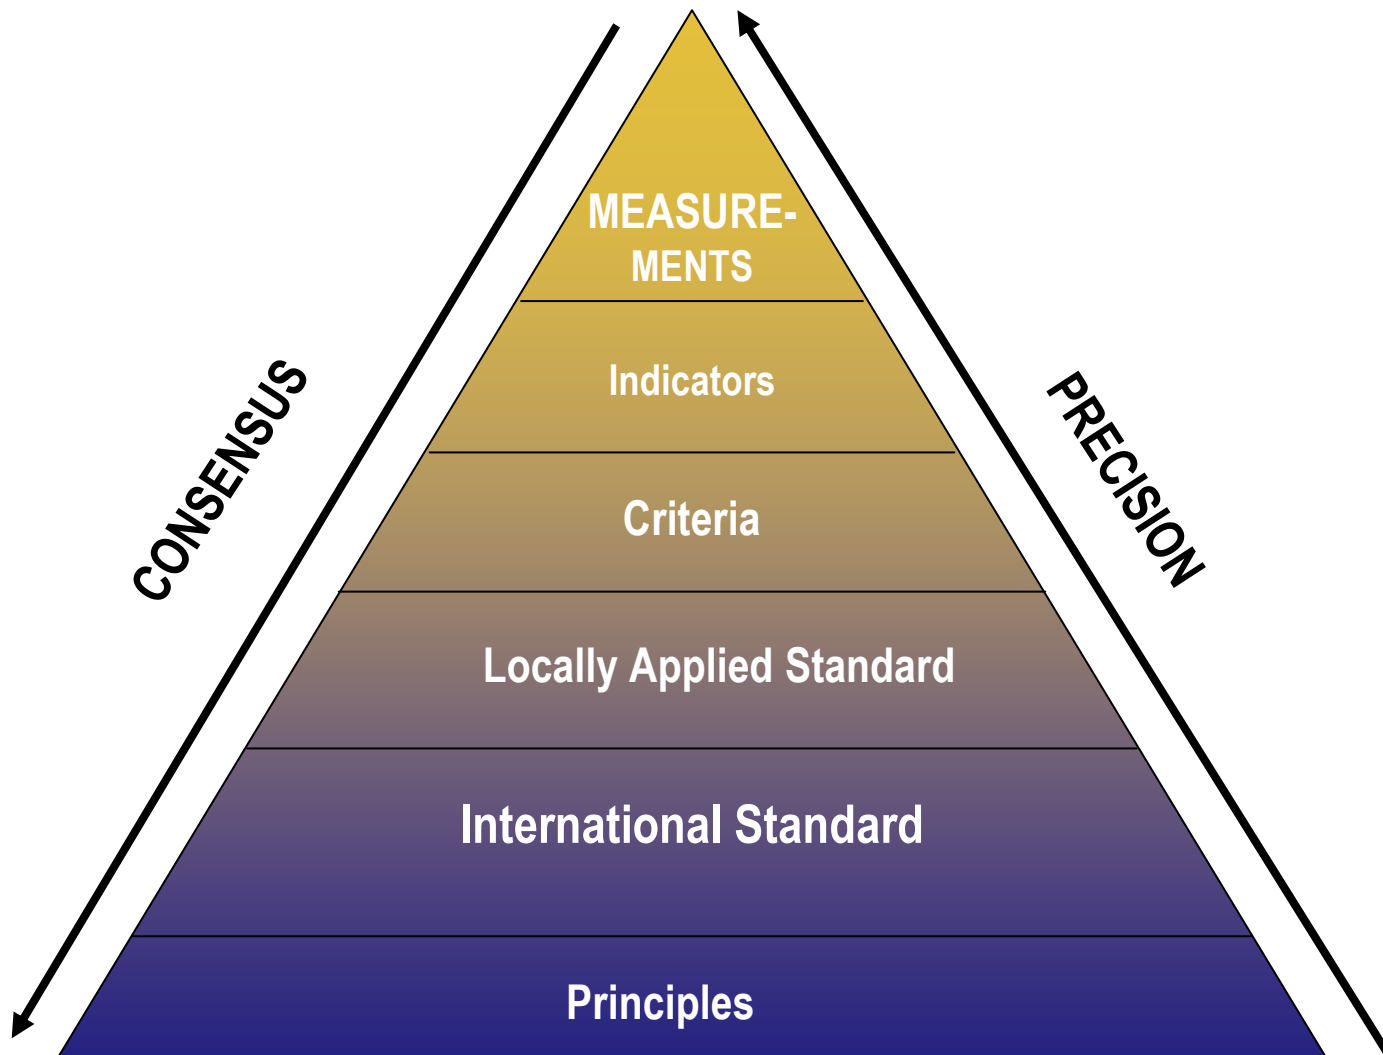 MEASURE-
MENTS
Indicators
CONSENSUS
PRECISION
Criteria
Locally Applied Standard
International Standard
Principles